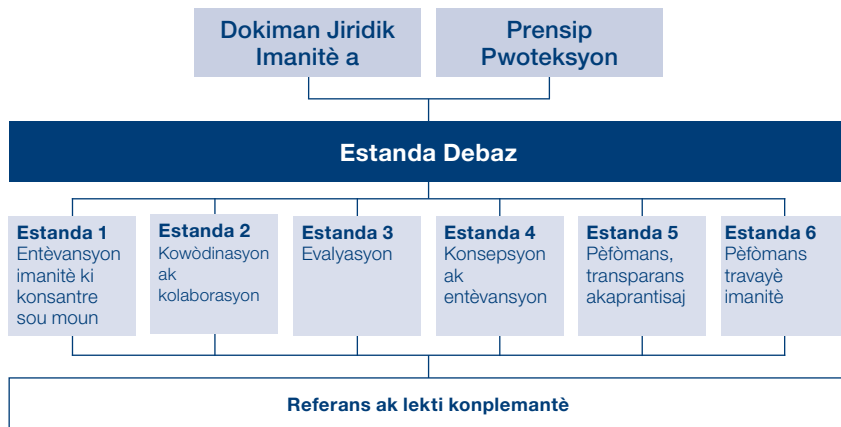 Dokiman Jiridik
Imanitè a
Prensip
Pwoteksyon
Estanda Debaz
Estanda 1
Entèvansyon
imanitè ki
konsantre
sou moun
Estanda 2
Kowòdinasyon
ak
kolaborasyon
Estanda 3
Evalyasyon
Estanda 4
Konsepsyon
ak
entèvansyon
Estanda 5
Pèfòmans,
transparans
akaprantisaj
Estanda 6
Pèfòmans
travayè
imanitè
Referans ak lekti konplemantè